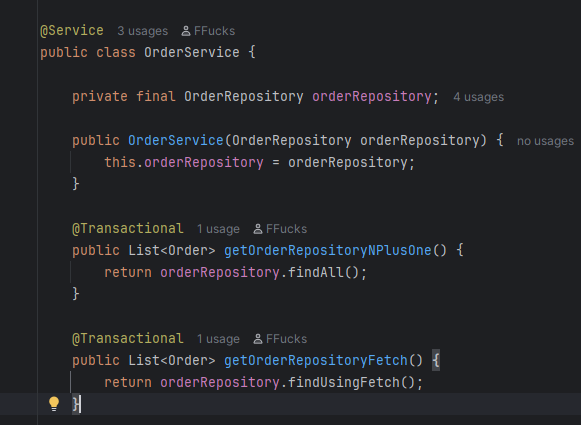 @Service 3 usages FFucks
public class OrderService {
private final OrderRepository orderRepository; 4 usages
public OrderService(OrderRepository orderRepository) { no usages
this.orderRepository = orderRepository;
}
@Transactional 1 usage FFucks
public List<Order> getOrderRepositoryNPlusOne() {
return orderRepository.findAll();
}
@Transactional 1 usage FFucks
public List<Order> getOrderRepositoryFetch() {
return orderRepository.findUsingFetch();
}